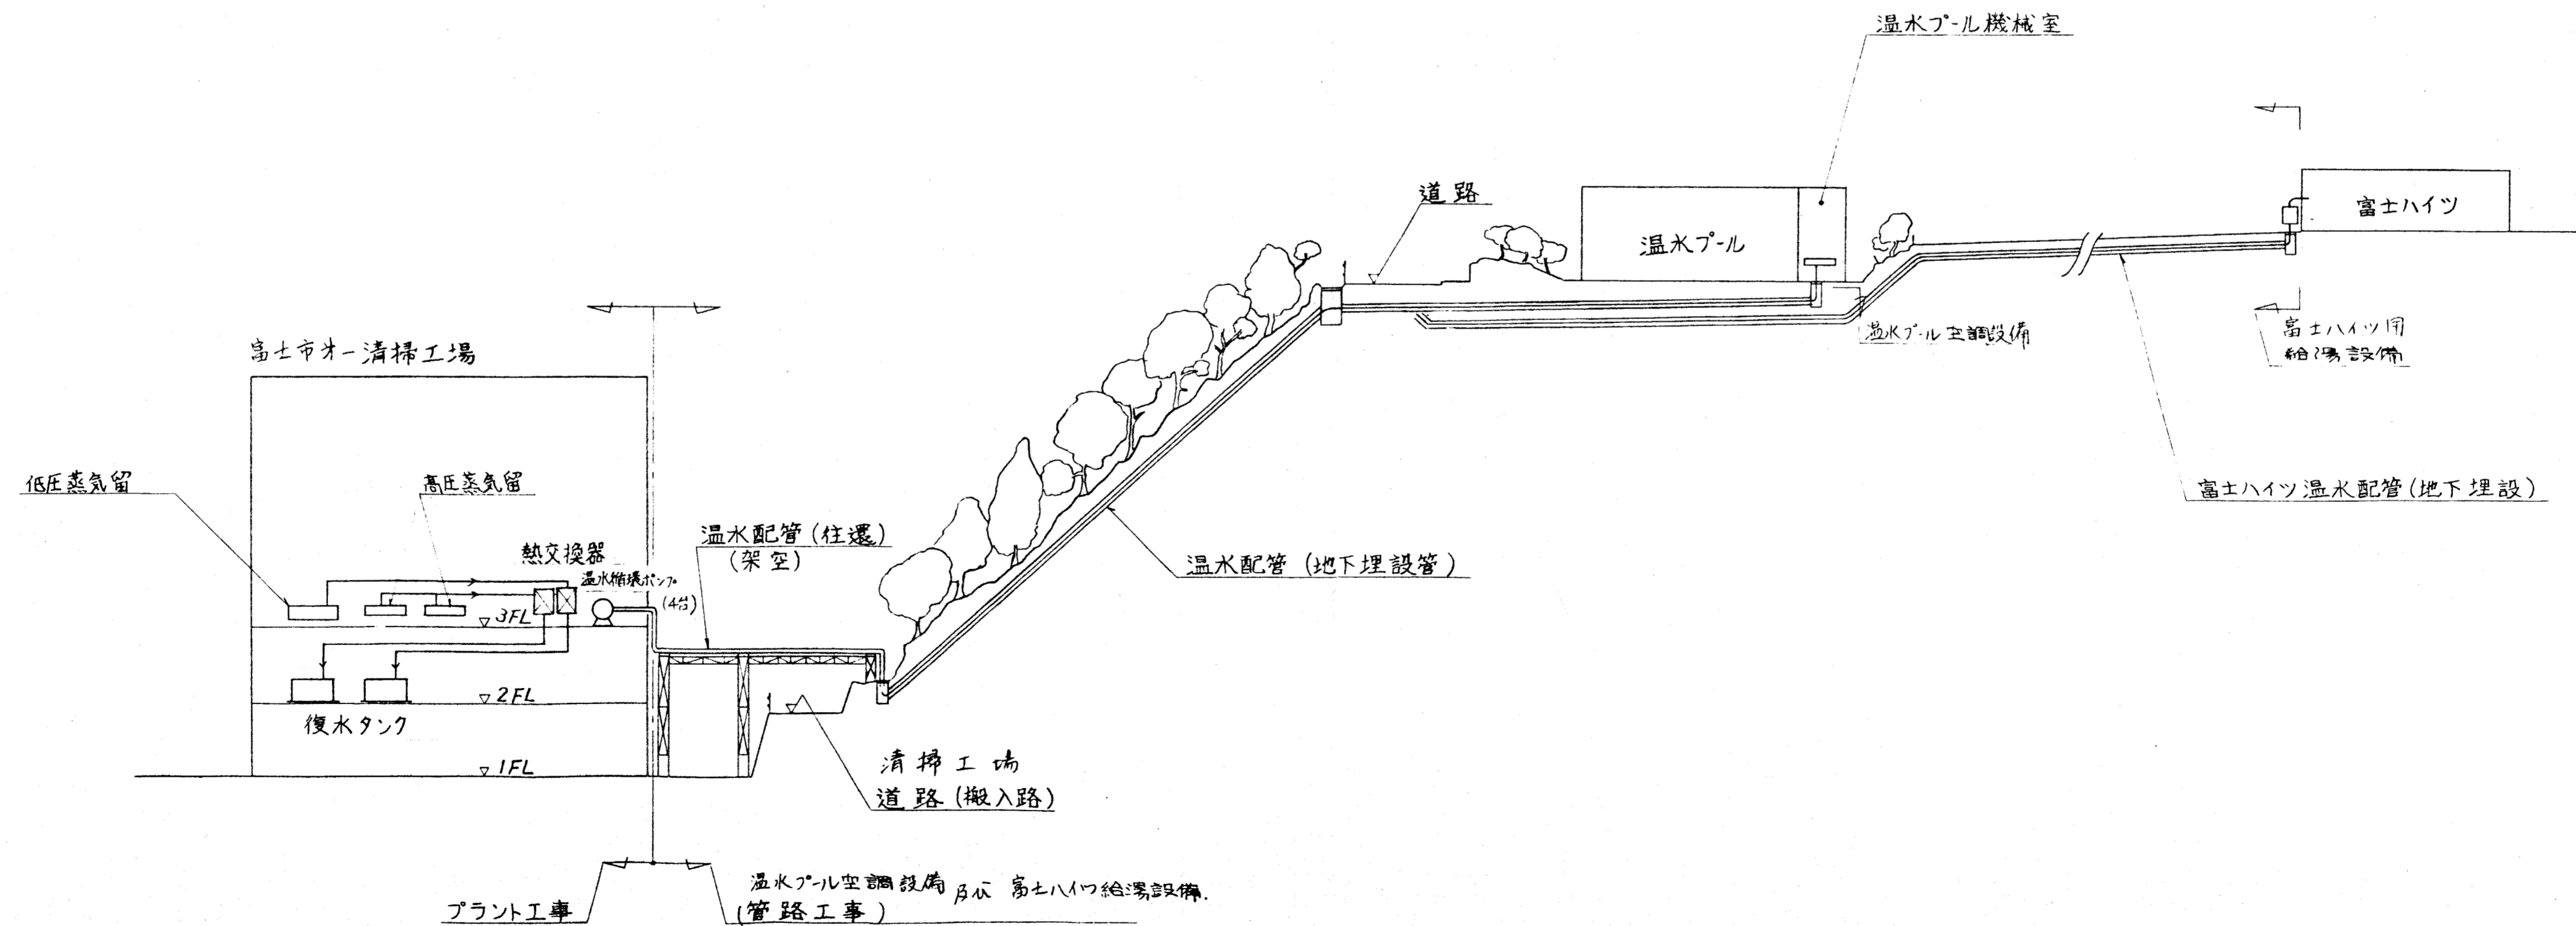 温水プール機械室
道路
温水プール
富士ハイツ
温水プール空調設備
富士ハイツ用
給湯設備
富士市オ一清掃工場
低圧蒸気留
高圧蒸気留
熱交換器
温水循環ポンプ
(4台)
温水配管(往還)
(架空)
温水配管(地下埋設管)
富士ハイツ温水配管(地下埋設)
▽3FL
▽2FL
復水タンク
▽1FL
清掃工場
道路(搬入路)
プラント工事
温水プール空調設備 及び 富士ハイツ給湯設備.
(管路工事)